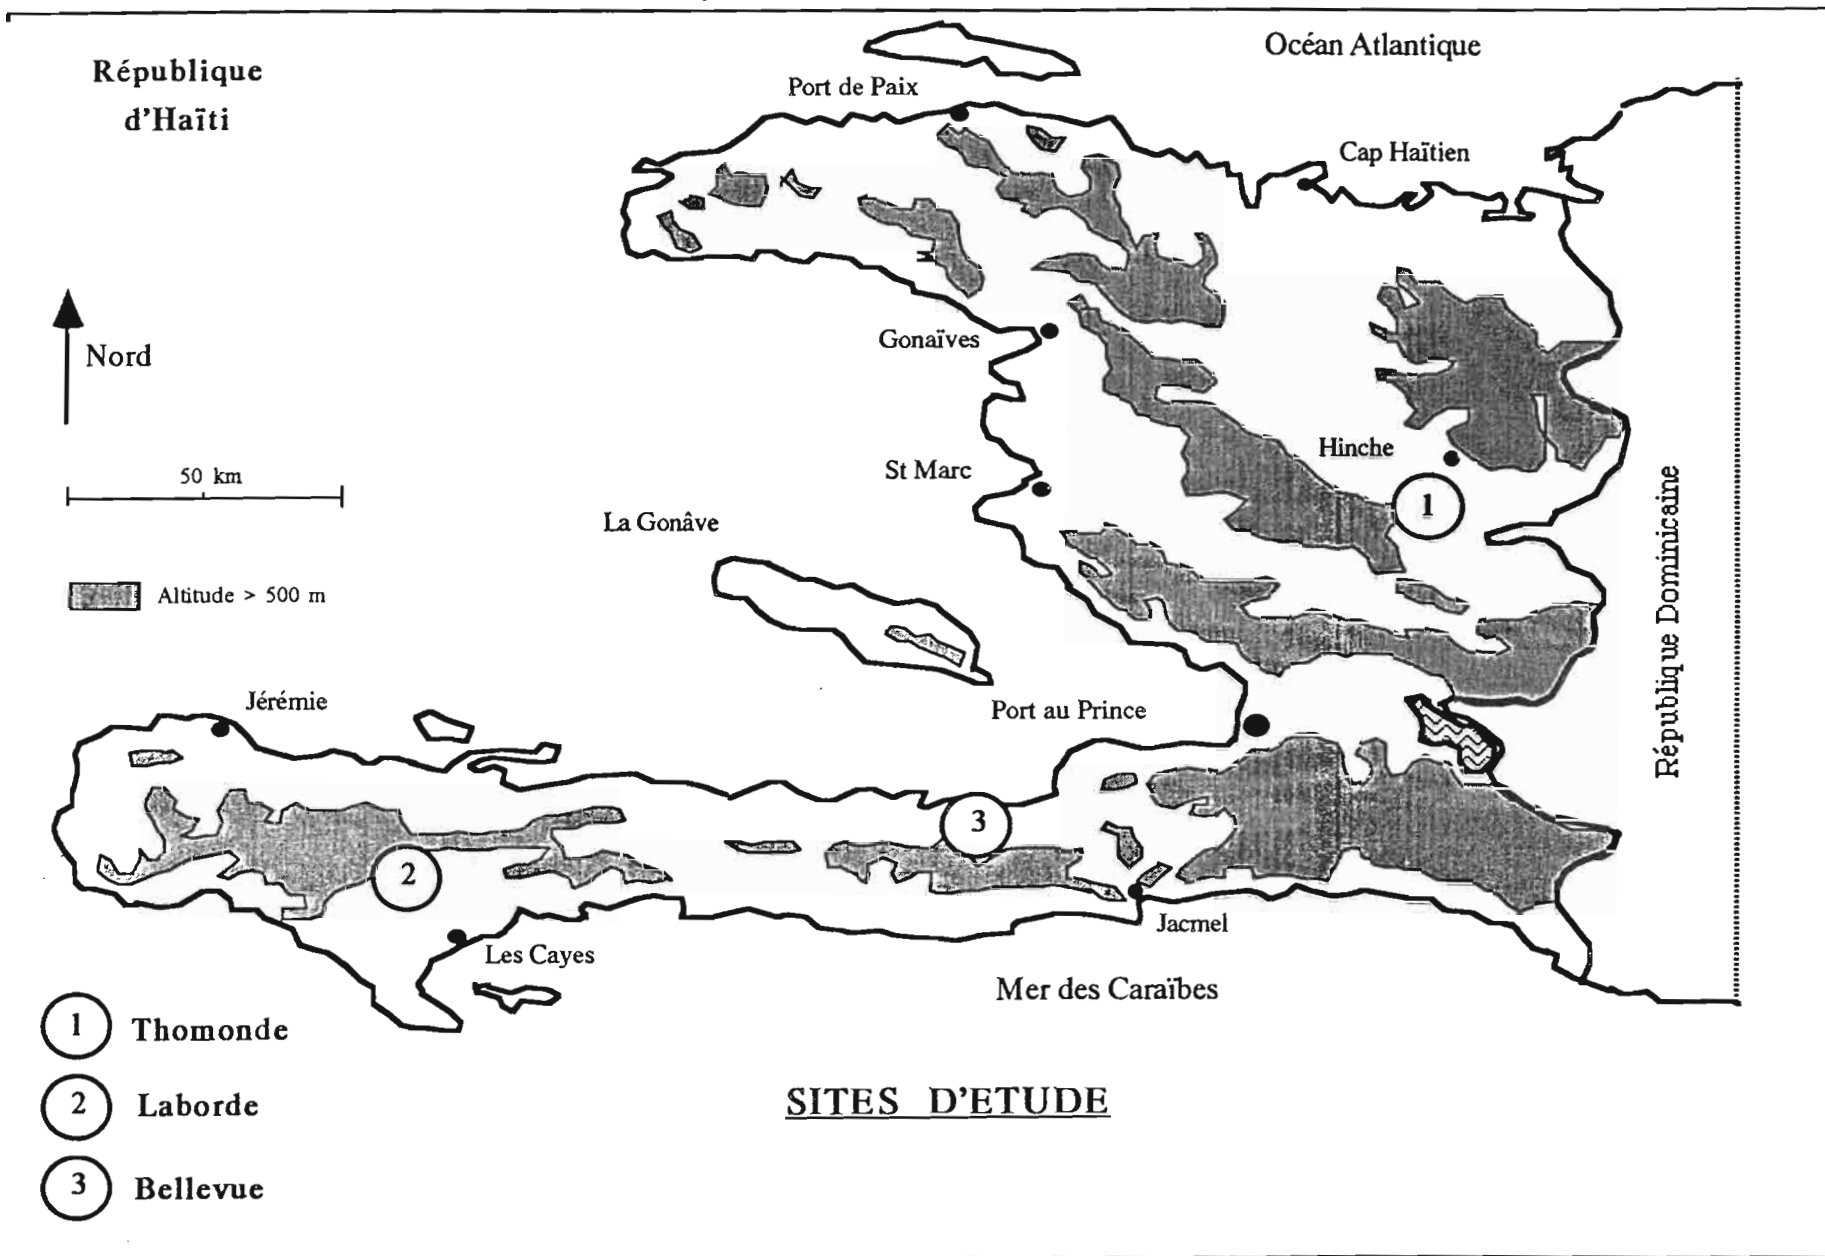 République
d'Haïti
Océan Atlantique
Port de Paix
Cap Haïtien
Nord
Gonaïves
Hinche
St Marc
50 km
1
La Gonâve
République Dominicaine
Altitude > 500 m
Jérémie
Port au Prince
3
2
Jacmel
Les Cayes
Mer des Caraïbes
1 Thomonde
2 Laborde
3 Bellevue
SITES D'ETUDE